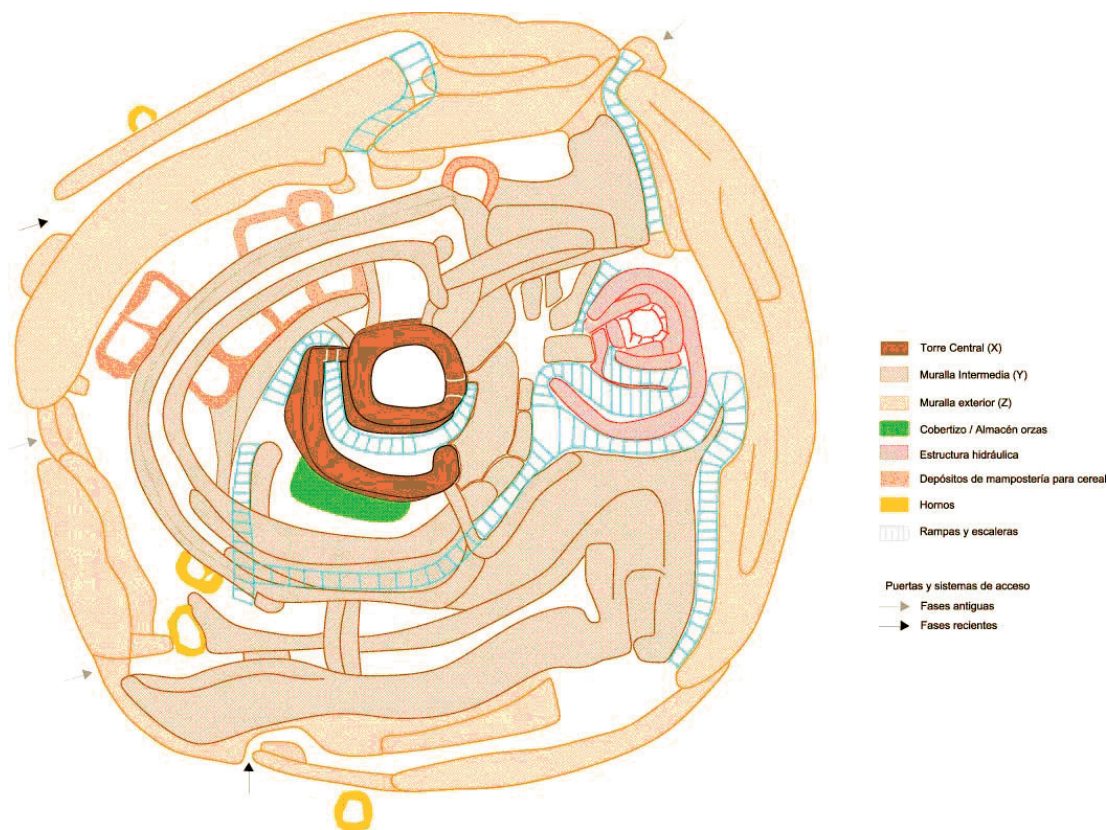 Torre Central (X)
Muralla Intermedia (Y)
Muralla exterior (Z)
Cobertizo / Almacén orzas
Estructura hidráulica
Depósitos de mampostería para cereal
Hornos
Rampas y escaleras
Puertas y sistemas de acceso
Fases antiguas
Fases recientes